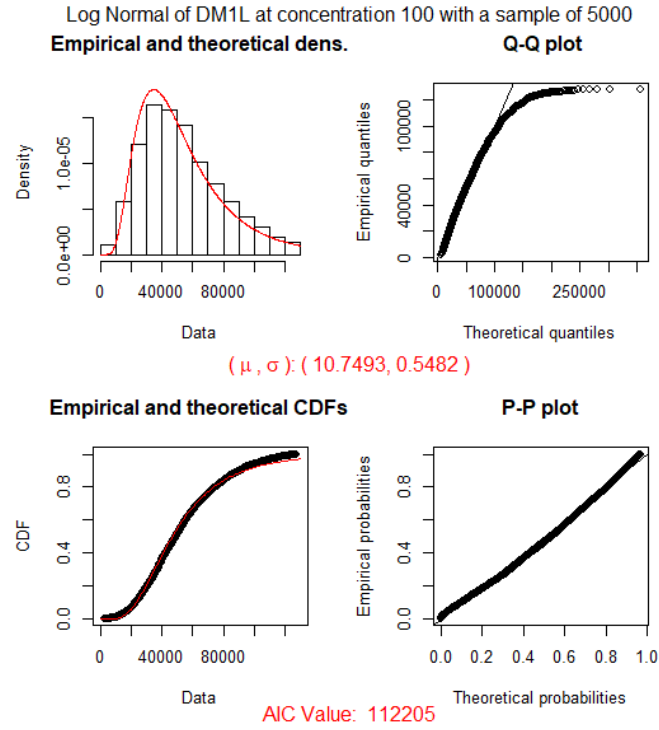 Log Normal of DM1L at concentration 100 with a sample of 5000
Empirical and theoretical dens.
Density
0.0e+00 1.0e-05
0 40000 80000
Data
Q-Q plot
Empirical quantiles
0 40000 100000
0 100000 250000
Theoretical quantiles
( μ , σ ): ( 10.7493, 0.5482 )
Empirical and theoretical CDFs
CDF
0.0 0.4 0.8
0 40000 80000
Data
P-P plot
Empirical probabilities
0.0 0.4 0.8
0.0 0.2 0.4 0.6 0.8 1.0
Theoretical probabilities
AIC Value: 112205